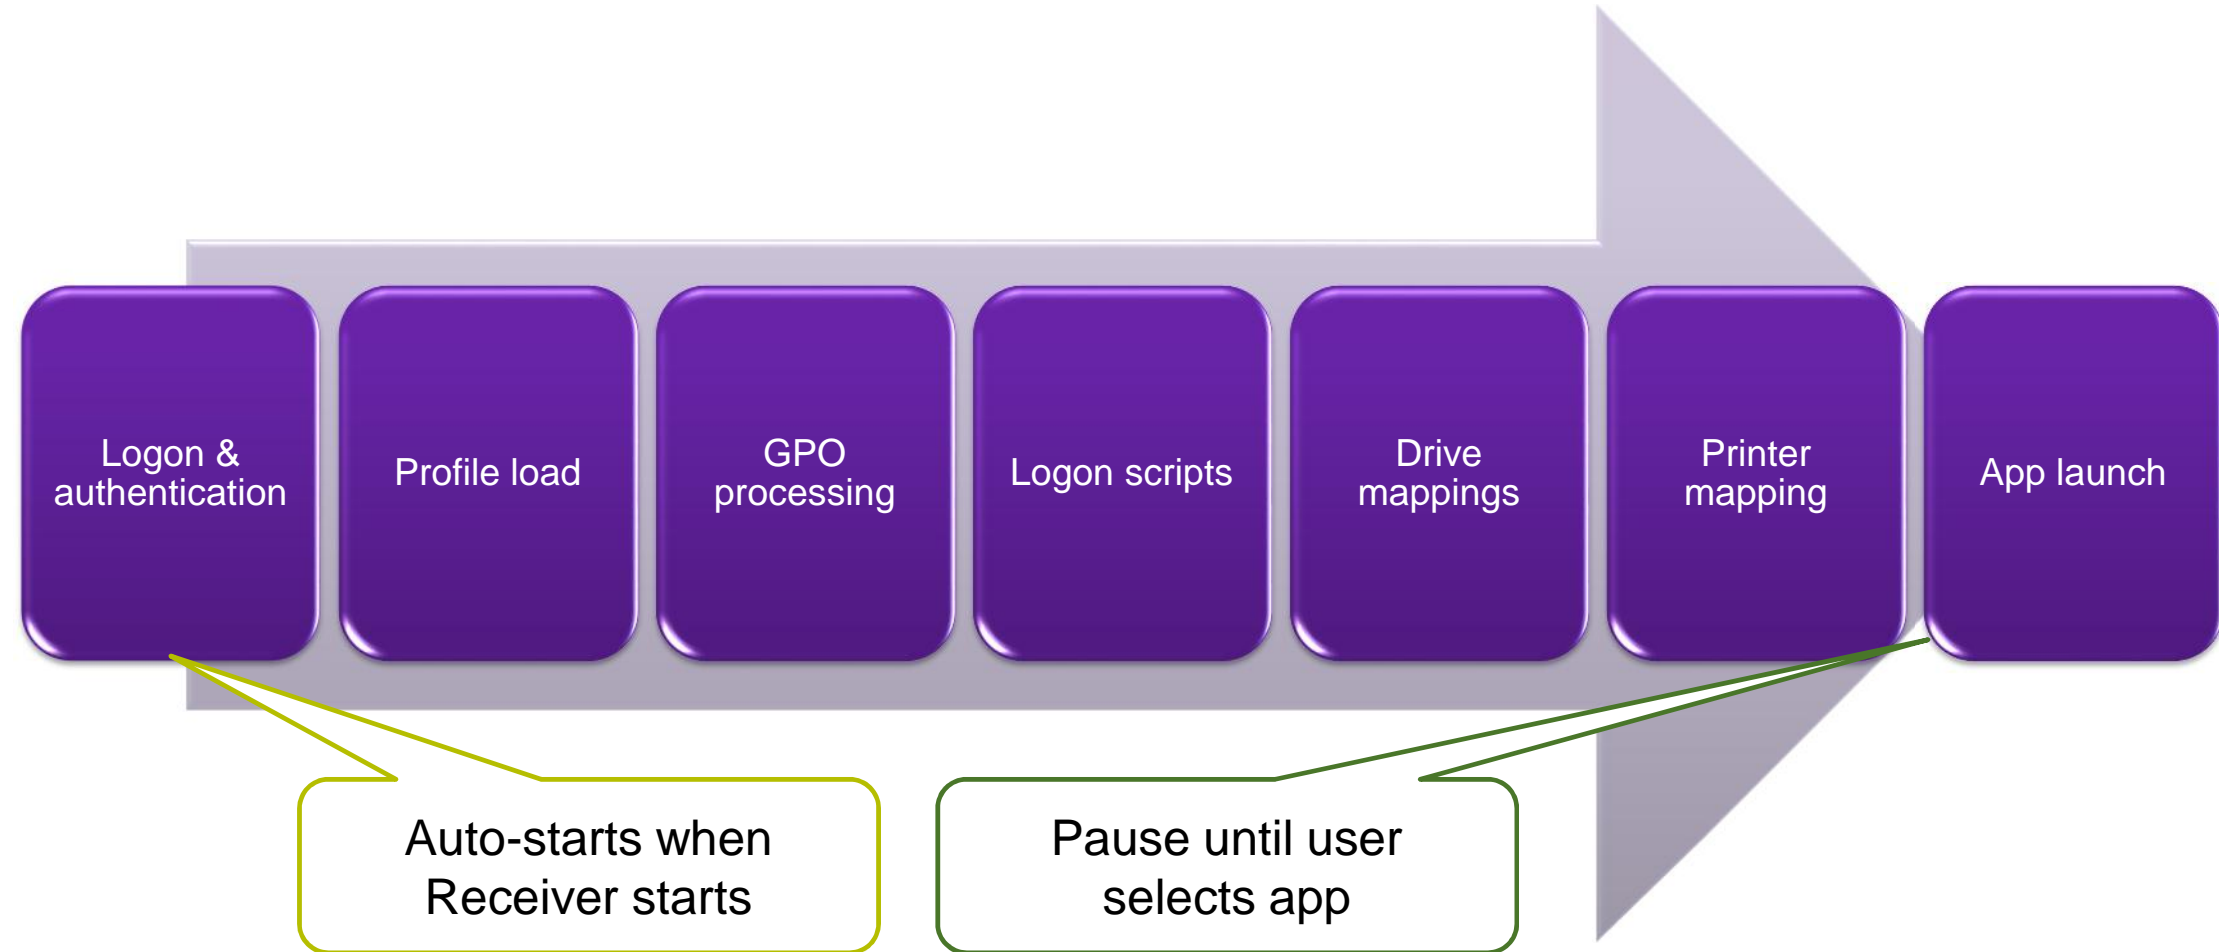 Logon &
authentication
Profile load
GPO
processing
Logon scripts
Drive
mappings
Printer
mapping
App launch
Auto-starts when
Receiver starts
Pause until user
selects app